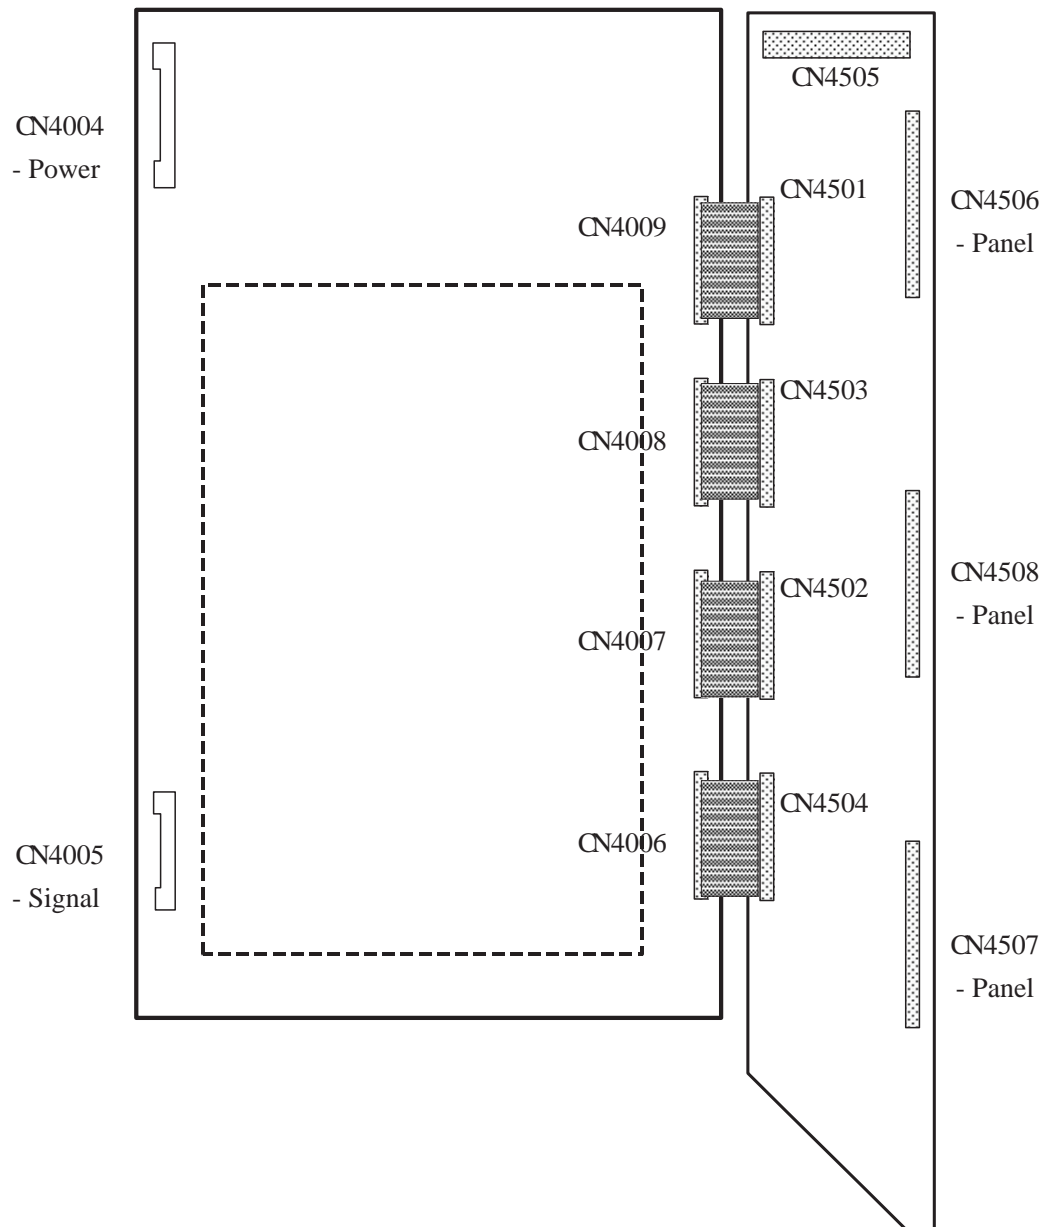 CN4505
CN4004
- Power
CN4501
CN4506
- Panel
CN4009
CN4503
CN4008
CN4508
- Panel
CN4502
CN4007
CN4504
CN4006
CN4005
- Signal
CN4507
- Panel